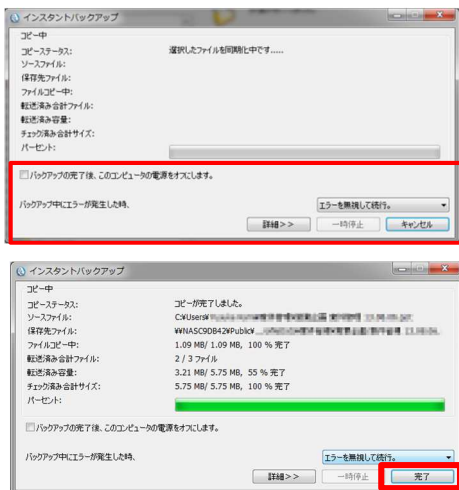 インスタントバックアップ
コピー中
コピーステータス: 選択したファイルを同期化中です.....
ソースファイル:
保存先ファイル:
ファイルコピー中:
転送済み合計ファイル:
転送済み容量:
チェック済み合計サイズ:
パーセント:
バックアップの完了後、このコンピュータの電源をオフにします。
バックアップ中にエラーが発生した時、 エラーを無視して続行。
詳細>> 一時停止 キャンセル
インスタントバックアップ
コピー中
コピーステータス: コピーが完了しました。
ソースファイル: C:¥Users¥
保存先ファイル: ¥¥NASC9DB42¥Public¥
ファイルコピー中: 1.09 MB/ 1.09 MB, 100 % 完了
転送済み合計ファイル: 2 / 3 ファイル
転送済み容量: 3.21 MB/ 5.75 MB, 55 % 完了
チェック済み合計サイズ: 5.75 MB/ 5.75 MB, 100 % 完了
パーセント:
バックアップの完了後、このコンピュータの電源をオフにします。
バックアップ中にエラーが発生した時、 エラーを無視して続行。
詳細>> 一時停止 完了